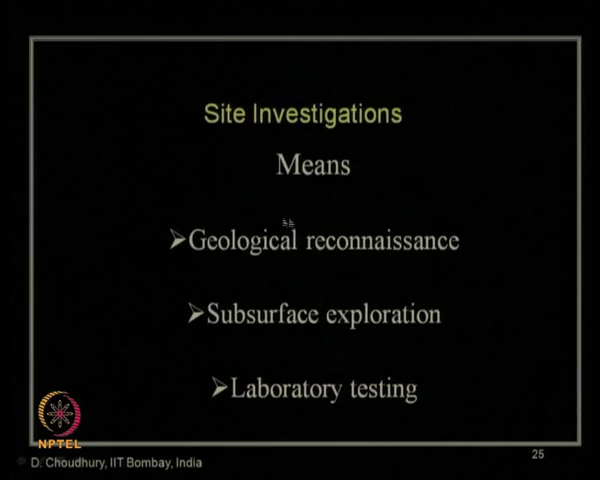 Site Investigations
Means
➢Geological reconnaissance
➢Subsurface exploration
➢Laboratory testing
NPTEL
D. Choudhury, IIT Bombay, India
25